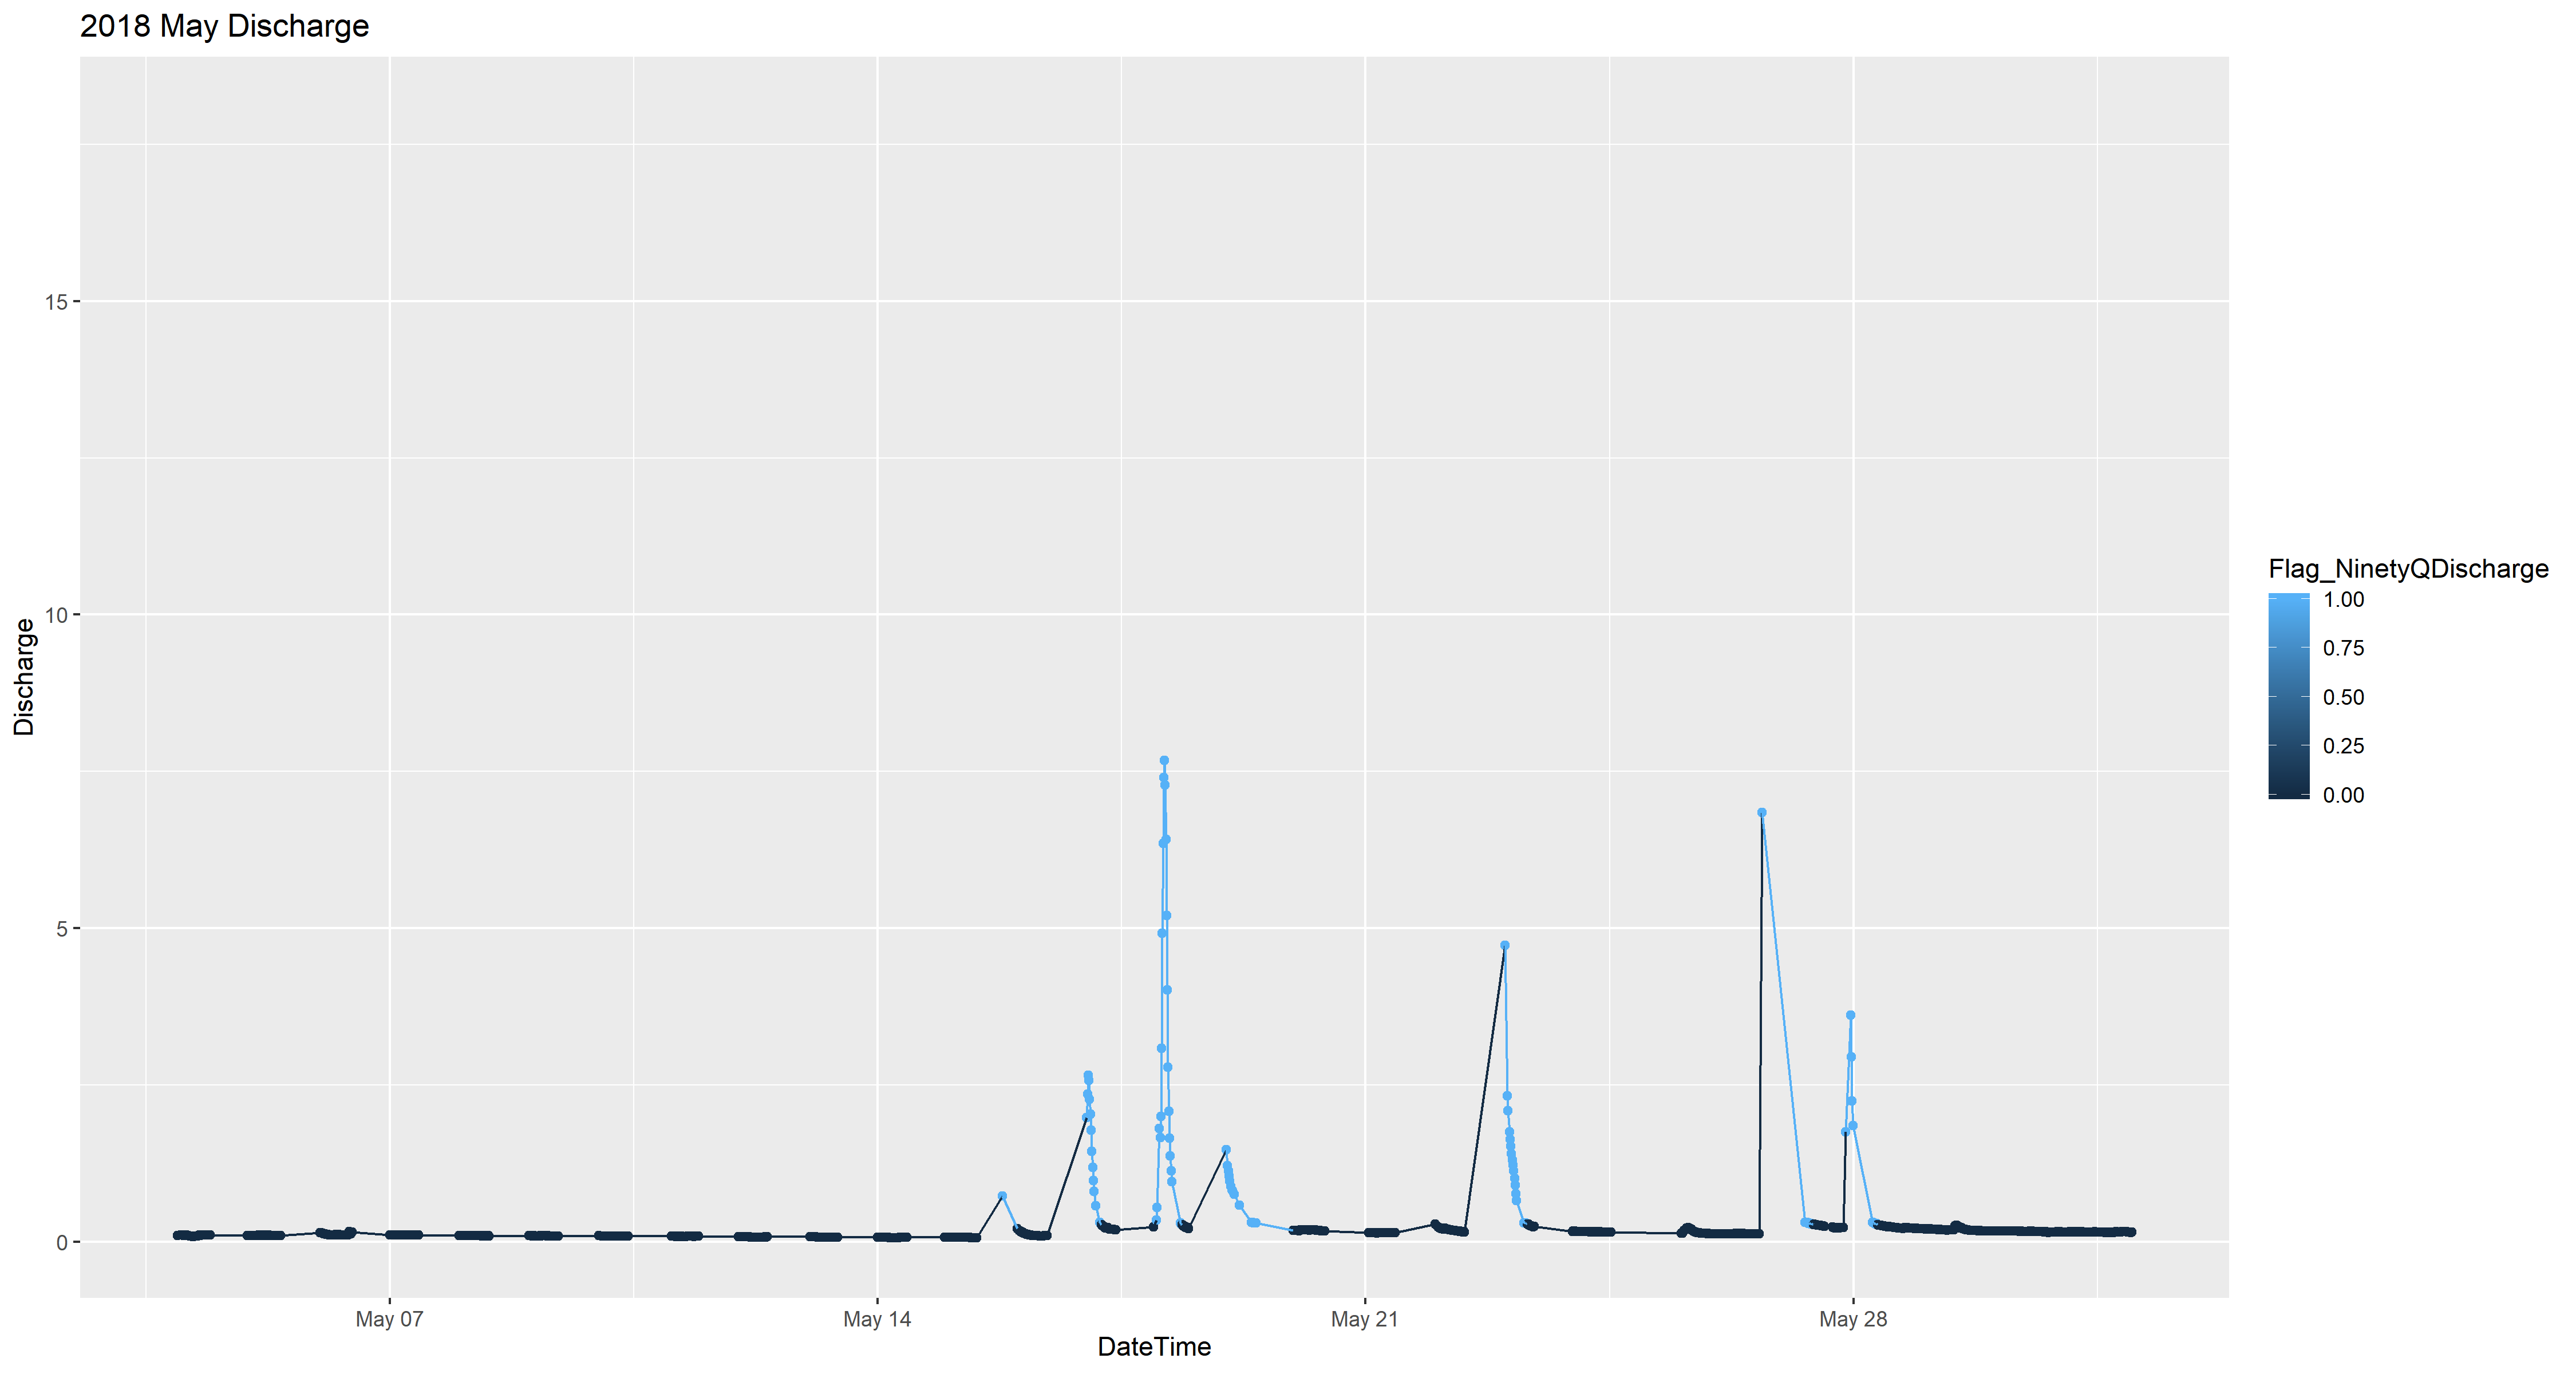 2018 May Discharge
15
10
5
0
Discharge
May 07
May 14
May 21
May 28
DateTime
Flag_NinetyQDischarge
1.00
0.75
0.50
0.25
0.00